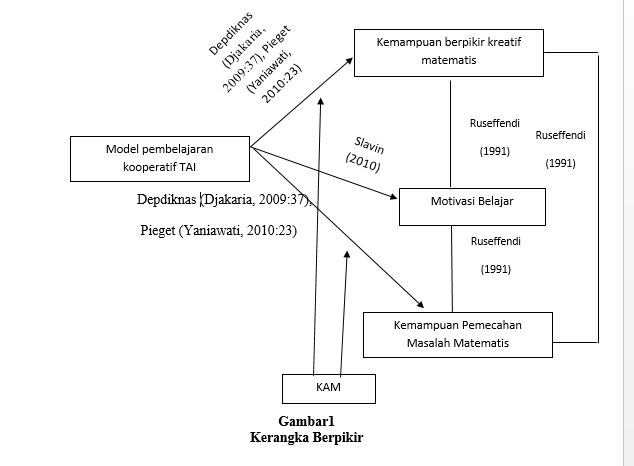 Depdiknas
(Djakaria,
2009:37), Pieget
(Yaniawati,
2010:23)
Kemampuan berpikir kreatif
matematis
Model pembelajaran
kooperatif TAI
Slavin
(2010)
Ruseffendi
(1991)
Ruseffendi
(1991)
Depdiknas (Djakaria, 2009:37),
Pieget (Yaniawati, 2010:23)
Motivasi Belajar
Ruseffendi
(1991)
Kemampuan Pemecahan
Masalah Matematis
KAM
Gambar1
Kerangka Berpikir